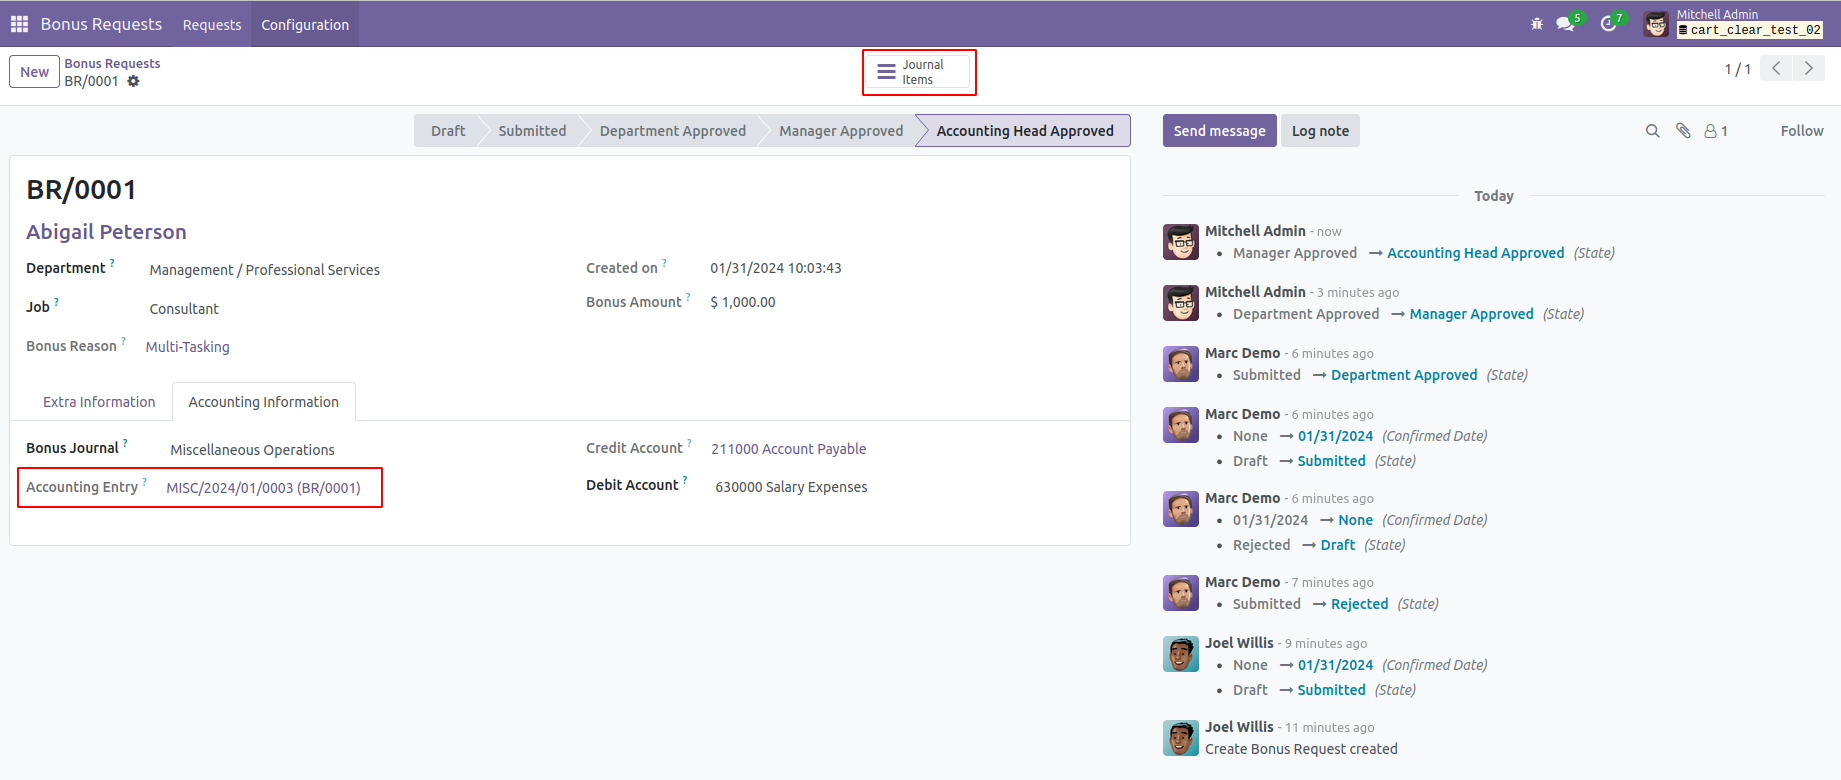 Bonus Requests Requests Configuration 5 7 Mitchell Admin
cart_clear_test_02
New Bonus Requests
BR/0001
Journal
Items
1 / 1
Draft Submitted Department Approved Manager Approved Accounting Head Approved
Send message Log note 1 Follow
BR/0001
Abigail Peterson
Department ? Management / Professional Services
Created on ? 01/31/2024 10:03:43
Job ? Consultant
Bonus Amount ? $ 1,000.00
Bonus Reason ? Multi-Tasking
Extra Information Accounting Information
Bonus Journal ? Miscellaneous Operations
Credit Account ? 211000 Account Payable
Accounting Entry ? MISC/2024/01/0003 (BR/0001)
Debit Account ? 630000 Salary Expenses
Today
Mitchell Admin - now
• Manager Approved → Accounting Head Approved (State)
Mitchell Admin - 3 minutes ago
• Department Approved → Manager Approved (State)
Marc Demo - 6 minutes ago
• Submitted → Department Approved (State)
Marc Demo - 6 minutes ago
• None → 01/31/2024 (Confirmed Date)
• Draft → Submitted (State)
Marc Demo - 6 minutes ago
• 01/31/2024 → None (Confirmed Date)
• Rejected → Draft (State)
Marc Demo - 7 minutes ago
• Submitted → Rejected (State)
Joel Willis - 9 minutes ago
• None → 01/31/2024 (Confirmed Date)
• Draft → Submitted (State)
Joel Willis - 11 minutes ago
Create Bonus Request created